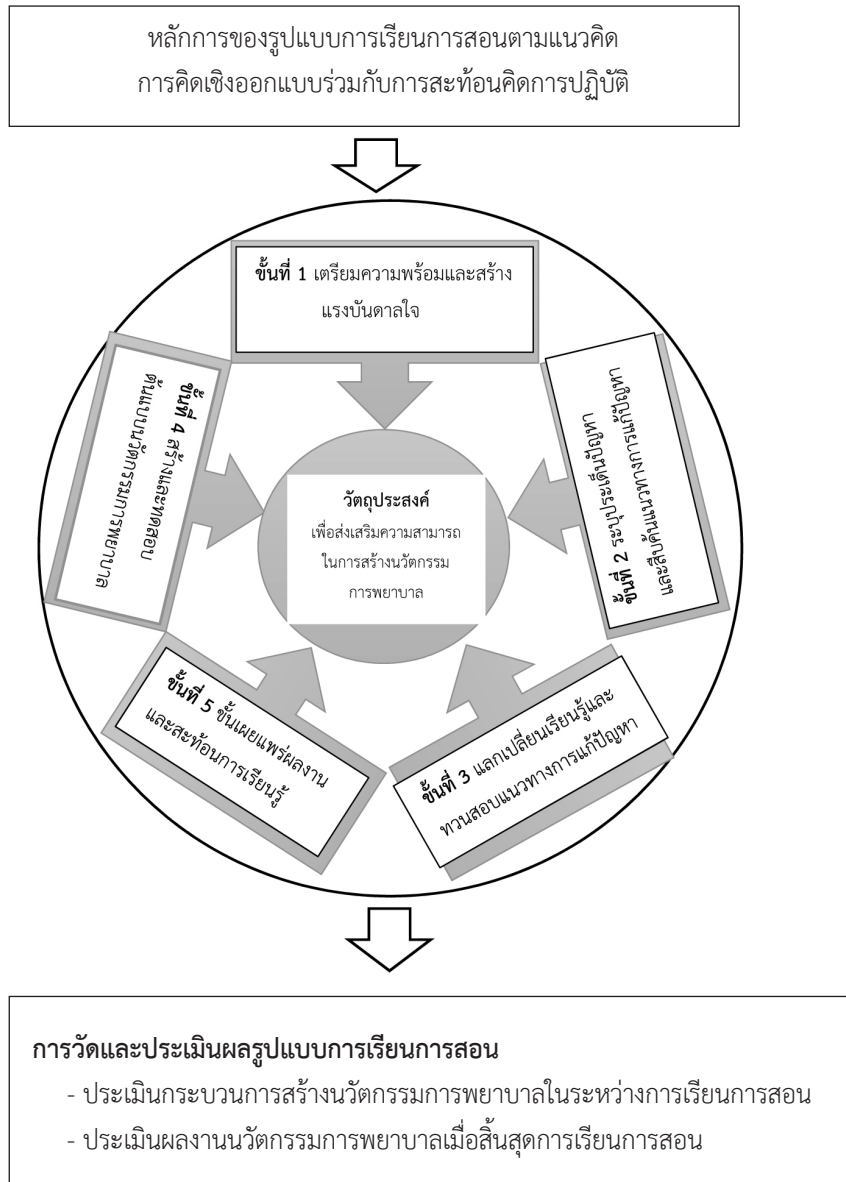 หลักการของรูปแบบการเรียนการสอนตามแนวคิด
การคิดเชิงออกแบบร่วมกับการสะท้อนคิดการปฏิบัติ
ขั้นที่ 1 เตรียมความพร้อมและสร้าง
แรงบันดาลใจ
ขั้นที่ 2 ระบุประเด็นปัญหา
และสืบค้นแนวทางการแก้ปัญหา
ขั้นที่ 3 แลกเปลี่ยนเรียนรู้และ
ทวนสอบแนวทางการแก้ปัญหา
ขั้นที่ 4 สร้างและทดสอบ
ต้นแบบนวัตกรรมการพยาบาล
ขั้นที่ 5 ขั้นเผยแพร่ผลงาน
และสะท้อนการเรียนรู้
วัตถุประสงค์
เพื่อส่งเสริมความสามารถ
ในการสร้างนวัตกรรม
การพยาบาล
การวัดและประเมินผลรูปแบบการเรียนการสอน
- ประเมินกระบวนการสร้างนวัตกรรมการพยาบาลในระหว่างการเรียนการสอน
- ประเมินผลงานนวัตกรรมการพยาบาลเมื่อสิ้นสุดการเรียนการสอน